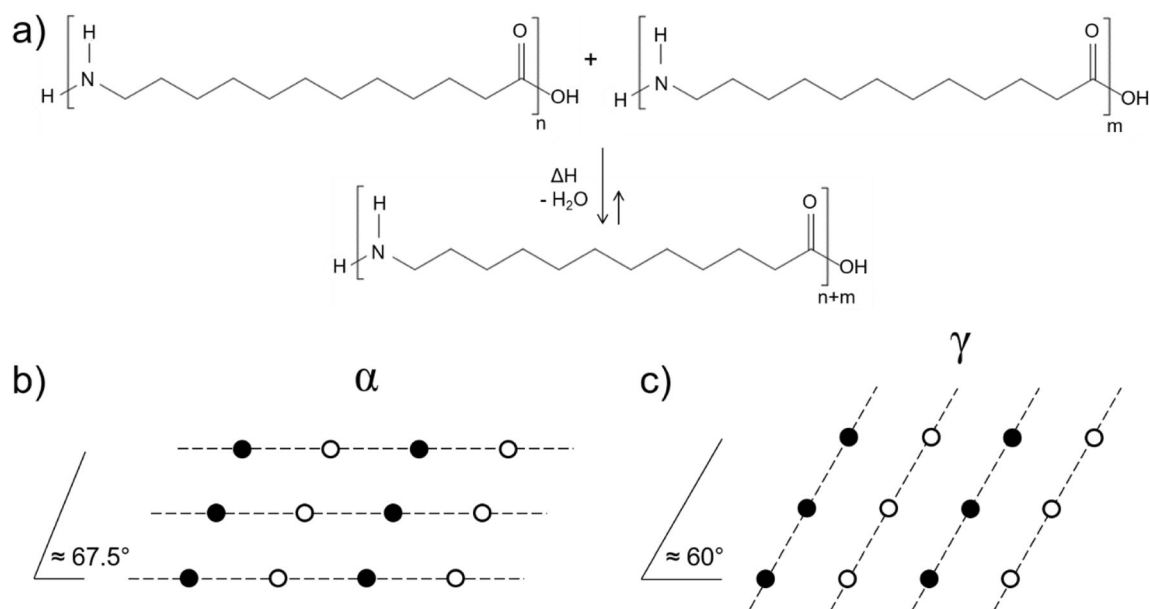 a)
H
N
H
O
OH
n
+
H
N
H
O
OH
m
ΔH
- H₂O
H
N
H
O
OH
n+m
b)
α
≈ 67.5°
c)
γ
≈ 60°